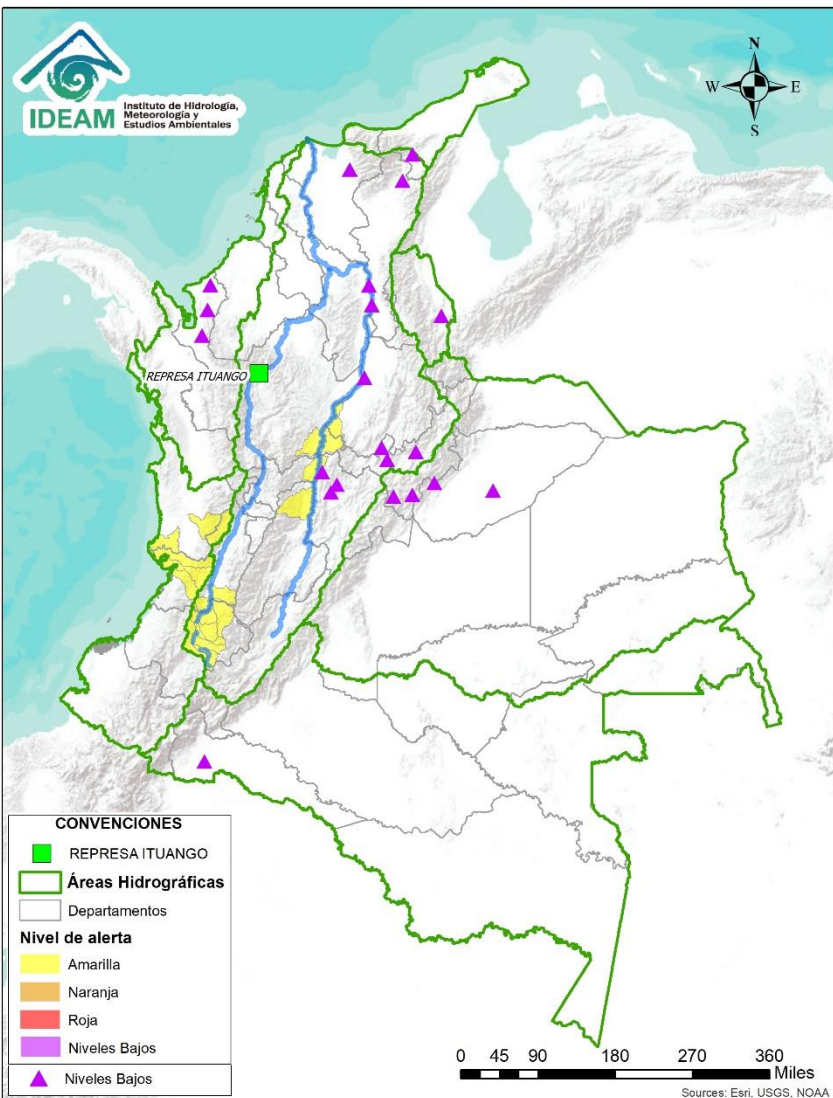 IDEAM
Instituto de Hidrología,
Meteorología y
Estudios Ambientales
N
W E
S
REPRESA ITUANGO
CONVENCIONES
REPRESA ITUANGO
Áreas Hidrográficas
Departamentos
Nivel de alerta
Amarilla
Naranja
Roja
Niveles Bajos
Niveles Bajos
0 45 90 180 270 360
Miles
Sources: Esri, USGS, NOAA